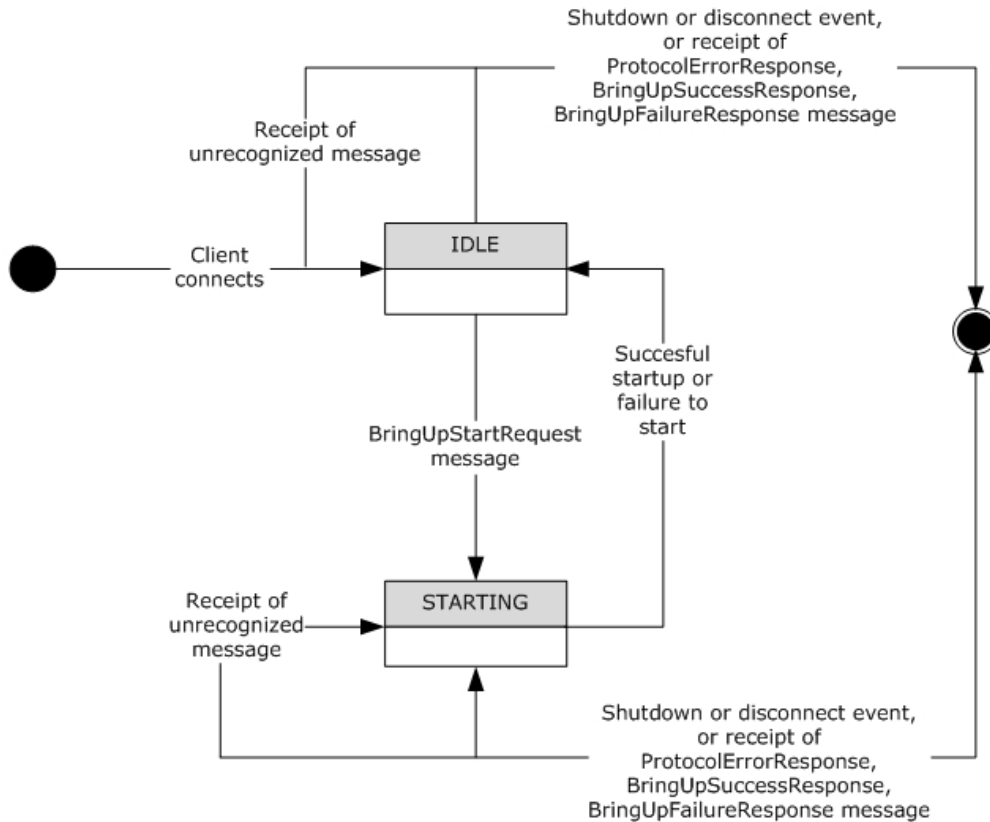 Shutdown or disconnect event,
or receipt of
ProtocolErrorResponse,
BringUpSuccessResponse,
BringUpFailureResponse message
Receipt of
unrecognized message
IDLE
Client
connects
Succesful
startup or
failure to
start
BringUpStartRequest
message
STARTING
Receipt of
unrecognized
message
Shutdown or disconnect event,
or receipt of
ProtocolErrorResponse,
BringUpSuccessResponse,
BringUpFailureResponse message